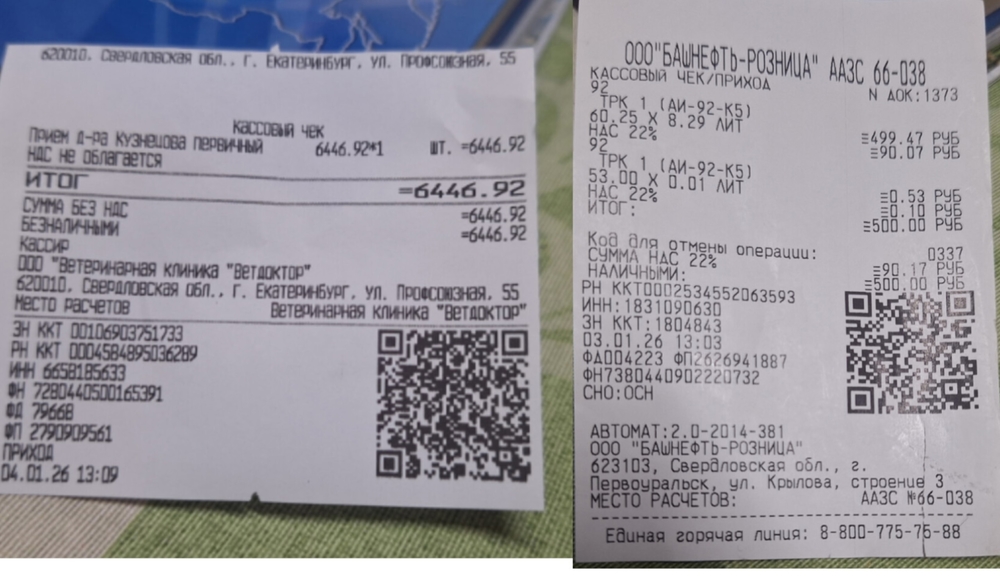 620010. Свердловская обл., г. Екатеринбург, ул. Профсоюзная, 55
Кассовый чек
Прием д-ра Кузнецова первичный 6446.92*1 шт. =6446.92
НДС не облагается
ИТОГ =6446.92
СУММА БЕЗ НДС =6446.92
БЕЗНАЛИЧНЫМИ =6446.92
Кассир
ООО "Ветеринарная клиника "Ветдоктор"
620010. Свердловская обл., г. Екатеринбург, ул. Профсоюзная, 55
Место расчетов Ветеринарная клиника "Ветдоктор"
ЗН ККТ 00106903751733
РН ККТ 0004584895036289
ИНН 6658185633
ФН 7280440500165391
ФД 79668
ФП 2790909561
ПРИХОД
04.01.26 13:09
ООО"БАШНЕФТЬ-РОЗНИЦА" ААЗС 66-038
КАССОВЫЙ ЧЕК/ПРИХОД
N ДОК:1373
92
ТРК 1 (АИ-92-К5)
60.25 X 8.29 ЛИТ ≡499.47 РУБ
НДС 22% ≡90.07 РУБ
92
ТРК 1 (АИ-92-К5)
53.00 X 0.01 ЛИТ ≡0.53 РУБ
НДС 22% ≡0.10 РУБ
ИТОГ: ≡500.00 РУБ
Код для отмены операции: 0337
СУММА НДС 22% ≡90.17 РУБ
НАЛИЧНЫМИ: ≡500.00 РУБ
РН ККТ0002534552063593
ИНН:1831090630
ЗН ККТ:1804843
03.01.26 13:03
ФД004223 ФП2626941887
ФН7380440902220732
СНО:ОСН
АВТОМАТ:2.0-2014-381
ООО "БАШНЕФТЬ-РОЗНИЦА"
623103, Свердловская обл., г.
Первоуральск, ул. Крылова, строение 3
МЕСТО РАСЧЕТОВ: ААЗС №66-038
Единая горячая линия: 8-800-775-75-88